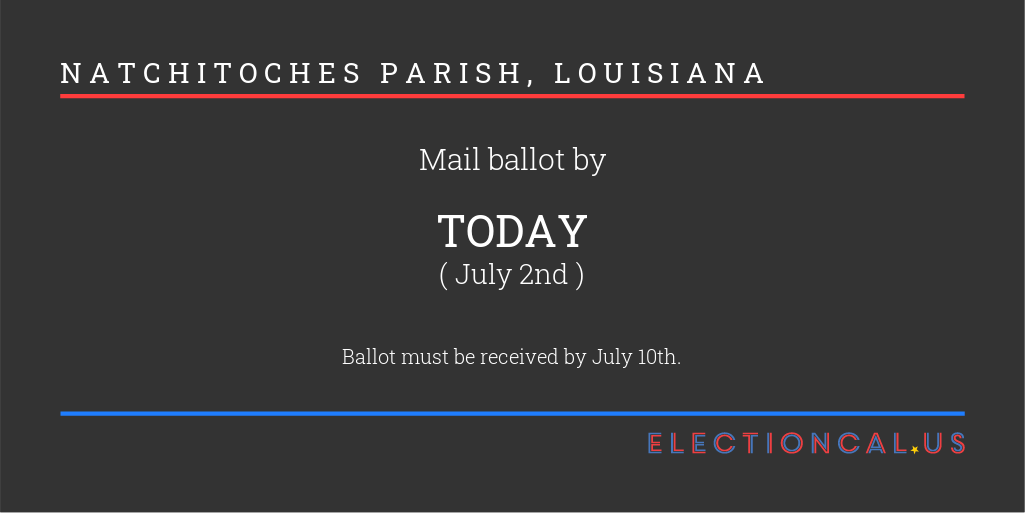 NATCHITOCHES PARISH, LOUISIANA
Mail ballot by
TODAY
( July 2nd )
Ballot must be received by July 10th.
ELECTIONCAL.US